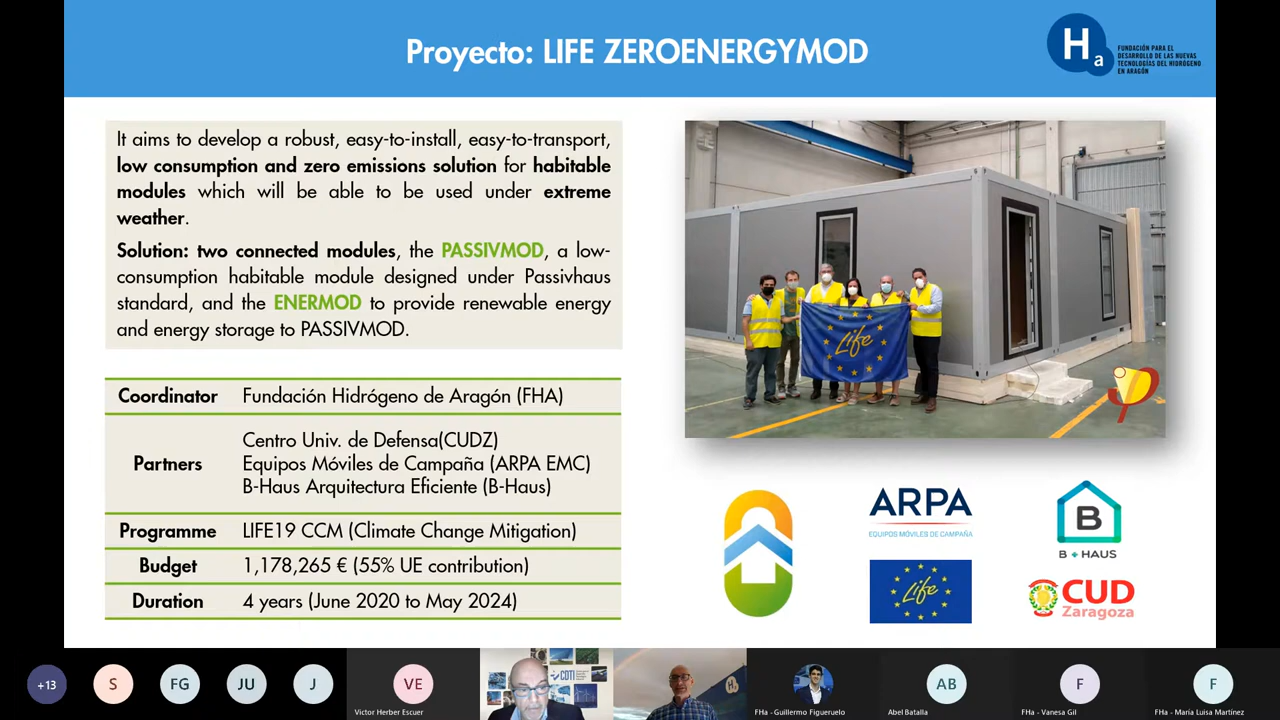 Proyecto: LIFE ZEROENERGYMOD
Ha
FUNDACIÓN PARA EL
DESARROLLO DE LAS NUEVAS
TECNOLOGÍAS DEL HIDRÓGENO
EN ARAGÓN
It aims to develop a robust, easy-to-install, easy-to-transport,
low consumption and zero emissions solution for habitable
modules which will be able to be used under extreme
weather.
Solution: two connected modules, the PASSIVMOD, a low-
consumption habitable module designed under Passivhaus
standard, and the ENERMOD to provide renewable energy
and energy storage to PASSIVMOD.
Life
Coordinator Fundación Hidrógeno de Aragón (FHA)
Partners
Centro Univ. de Defensa(CUDZ)
Equipos Móviles de Campaña (ARPA EMC)
B-Haus Arquitectura Eficiente (B-Haus)
Programme LIFE19 CCM (Climate Change Mitigation)
Budget 1,178,265 € (55% UE contribution)
Duration 4 years (June 2020 to May 2024)
ARPA
EQUIPOS MÓVILES DE CAMPAÑA
B
B + HAUS
Life
CUD
Zaragoza
+13
S
FG
JU
J
VE
Victor Herber Escuer
CDTI
Ha
FHa - Guillermo Figueruelo
AB
Abel Batalla
F
FHa - Vanesa Gil
F
FHa - María Luisa Martínez